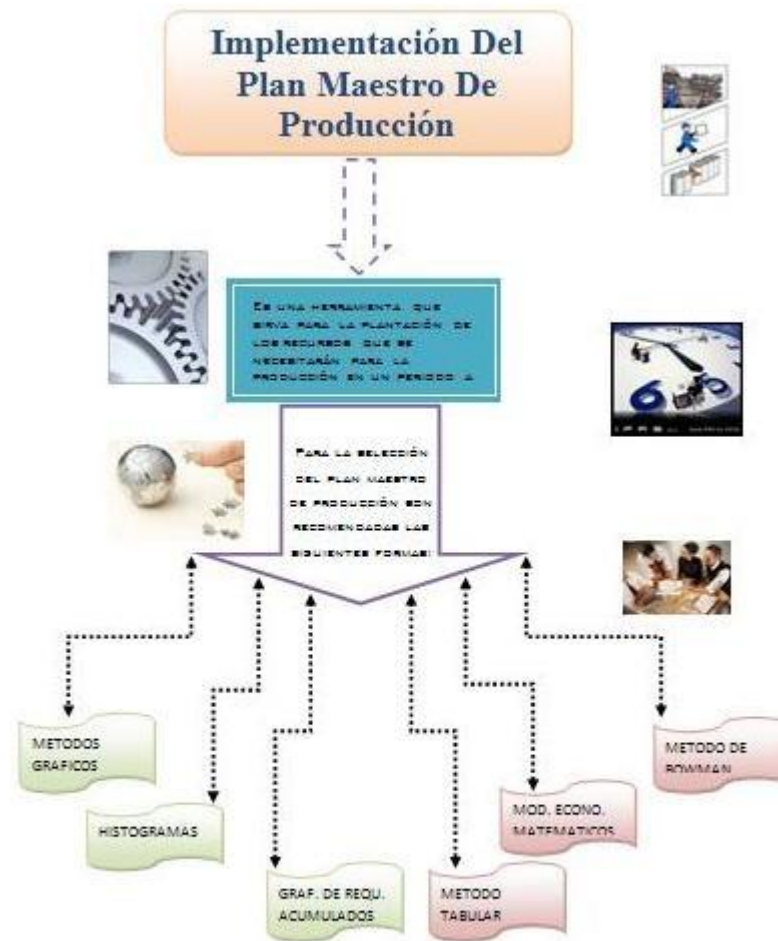 Implementación Del
Plan Maestro De
Producción
ES UNA HERRAMIENTA QUE
SIRVA PARA LA PLANTACIÓN DE
LOS RECURSOS QUE SE
NECESITARÁN PARA LA
PRODUCCIÓN EN UN PERIODO A
PARA LA SELECCIÓN
DEL PLAN MAESTRO
DE PRODUCCIÓN SON
RECOMENDADAS LAS
SIGUIENTES FORMAS:
METODOS
GRAFICOS
HISTOGRAMAS
GRAF. DE REQU.
ACUMULADOS
METODO
TABULAR
MOD. ECONO.
MATEMATICOS
METODO DE
BOWMAN